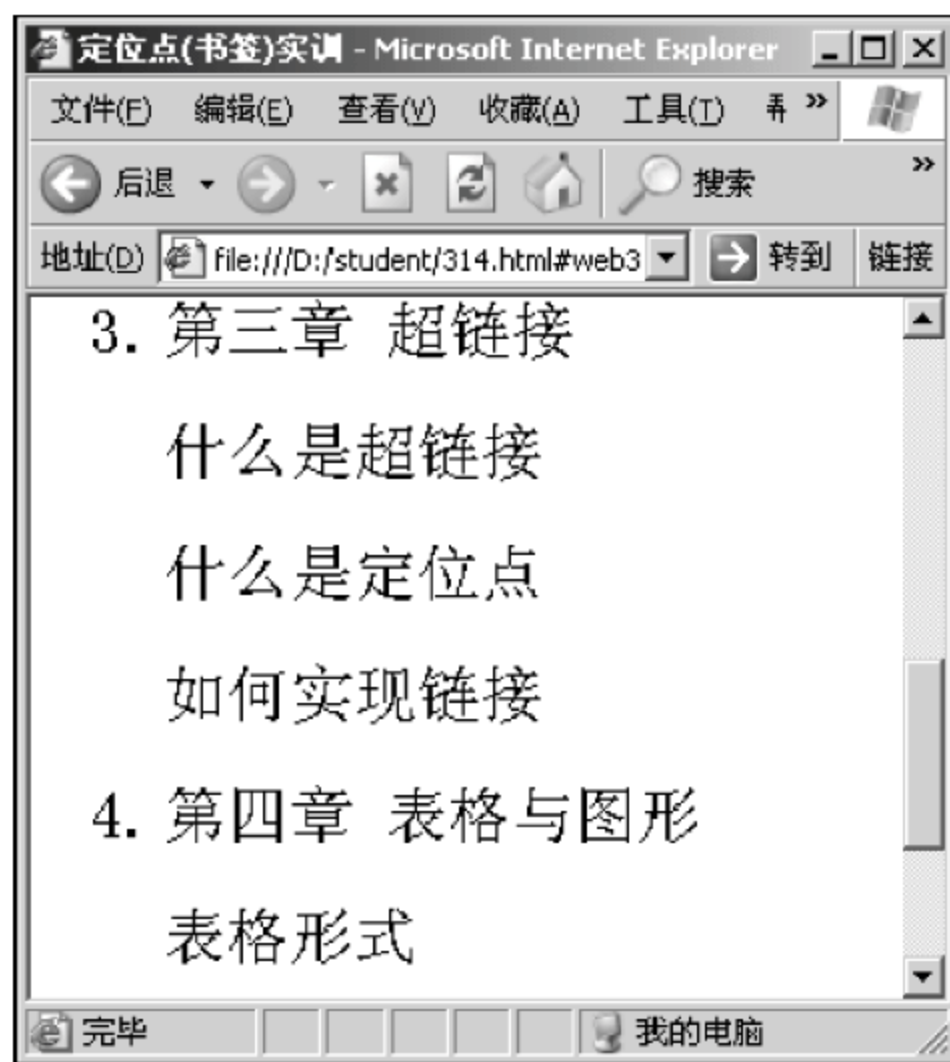 定位点(书签)实训 - Microsoft Internet Explorer
文件(F) 编辑(E) 查看(V) 收藏(A) 工具(T) »
后退 搜索 »
地址(D) file:///D:/student/314.html#web3 转到 链接
3. 第三章 超链接
什么是超链接
什么是定位点
如何实现链接
4. 第四章 表格与图形
表格形式
完毕 我的电脑